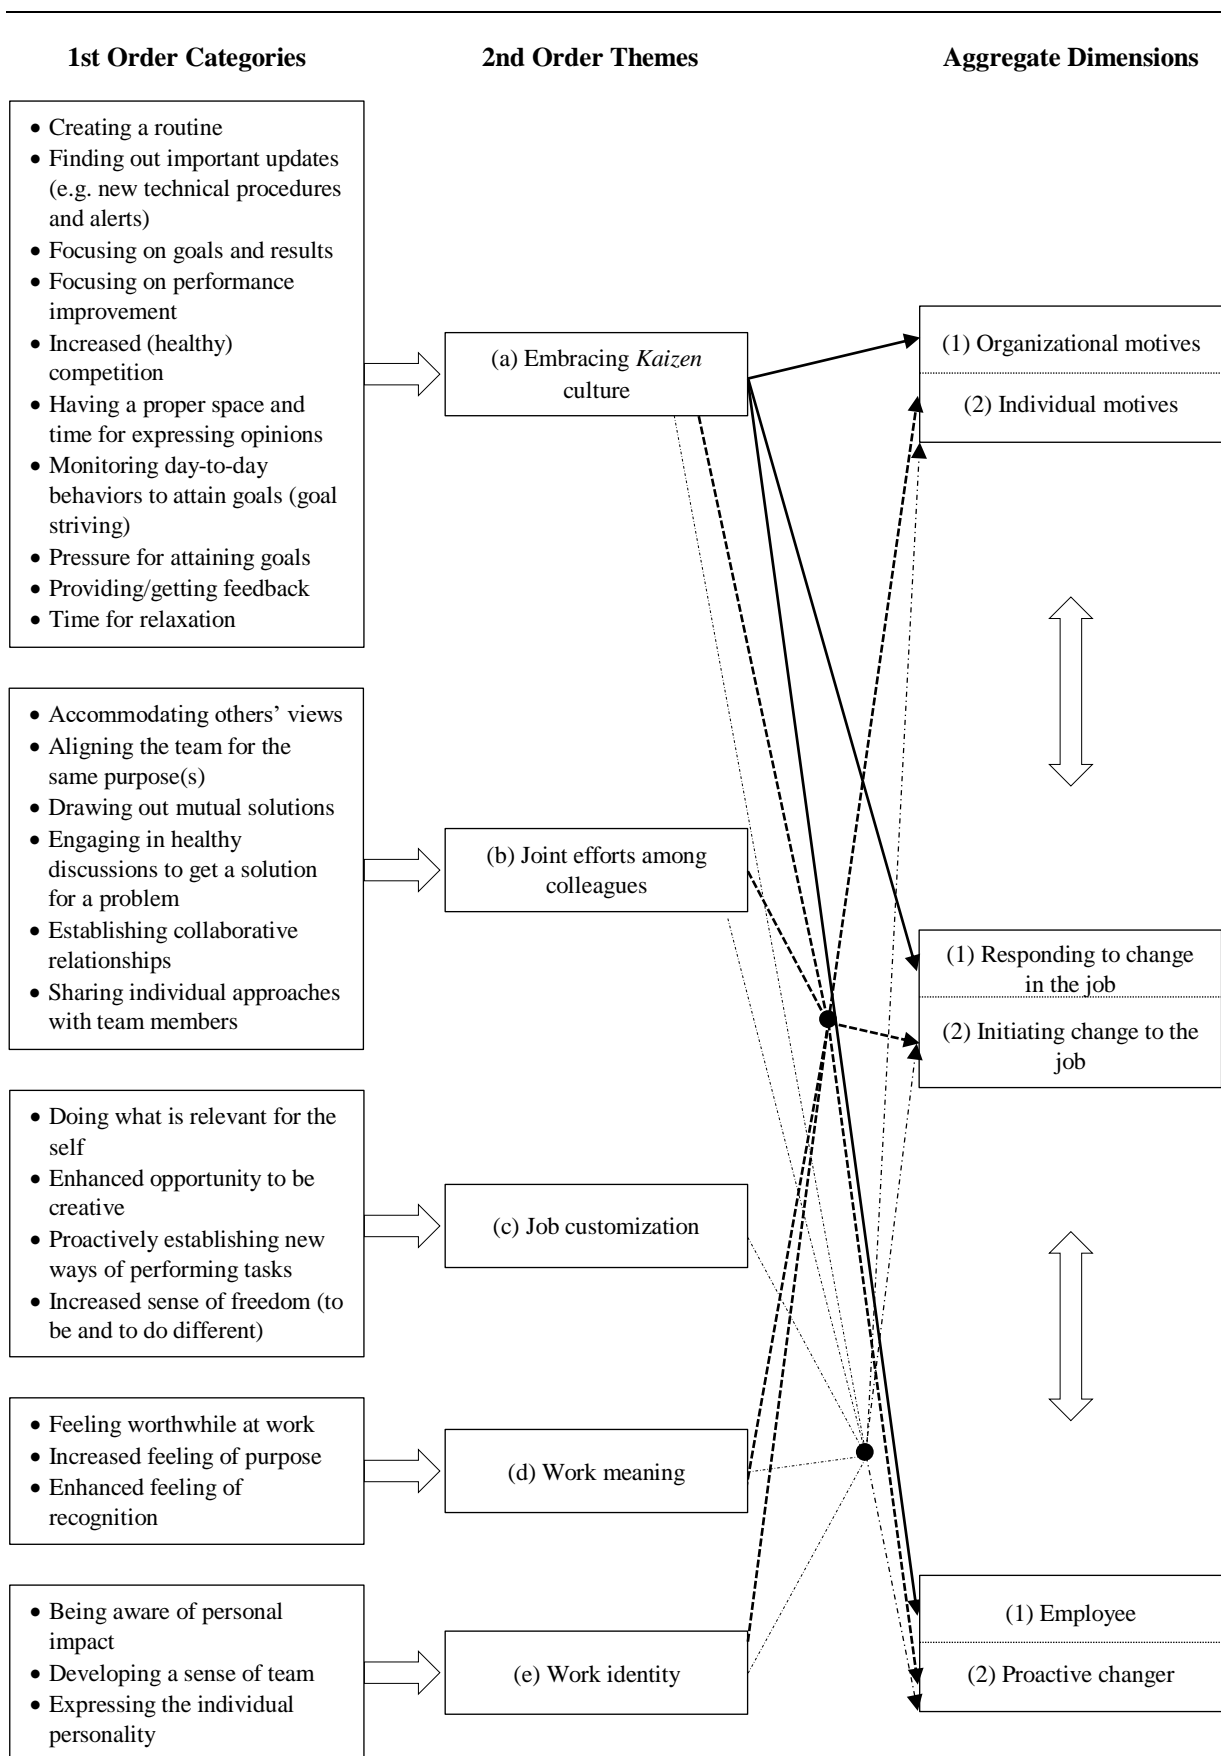 1st Order Categories
2nd Order Themes
Aggregate Dimensions
• Creating a routine
• Finding out important updates
(e.g. new technical procedures
and alerts)
• Focusing on goals and results
• Focusing on performance
improvement
• Increased (healthy)
competition
• Having a proper space and
time for expressing opinions
• Monitoring day-to-day
behaviors to attain goals (goal
striving)
• Pressure for attaining goals
• Providing/getting feedback
• Time for relaxation
(a) Embracing Kaizen
culture
(1) Organizational motives
(2) Individual motives
• Accommodating others’ views
• Aligning the team for the
same purpose(s)
• Drawing out mutual solutions
• Engaging in healthy
discussions to get a solution
for a problem
• Establishing collaborative
relationships
• Sharing individual approaches
with team members
(b) Joint efforts among
colleagues
(1) Responding to change
in the job
(2) Initiating change to the
job
• Doing what is relevant for the
self
• Enhanced opportunity to be
creative
• Proactively establishing new
ways of performing tasks
• Increased sense of freedom (to
be and to do different)
(c) Job customization
• Feeling worthwhile at work
• Increased feeling of purpose
• Enhanced feeling of
recognition
(d) Work meaning
• Being aware of personal
impact
• Developing a sense of team
• Expressing the individual
personality
(e) Work identity
(1) Employee
(2) Proactive changer